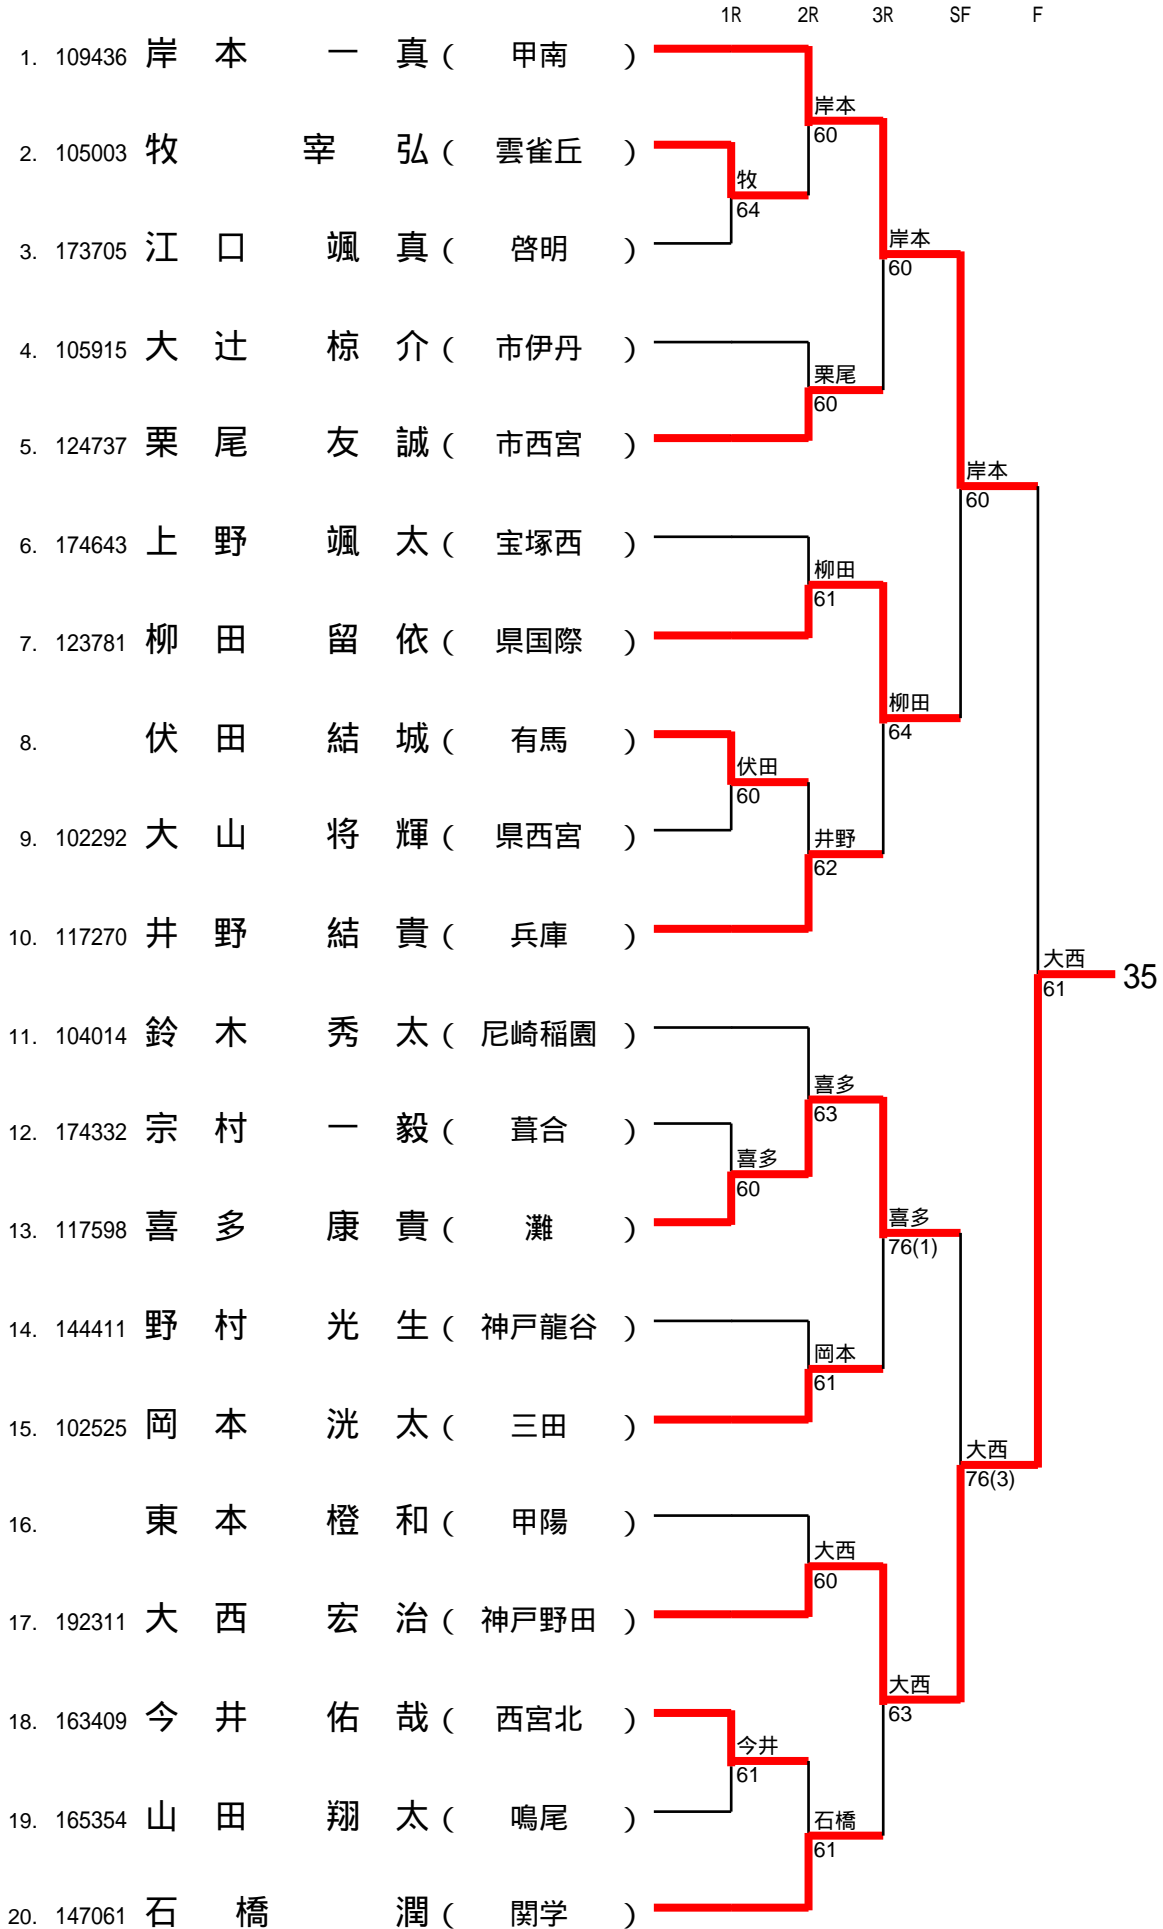 1R 2R 3R SF F
1. 109436 岸 本 一 真 ( 甲南 )
岸本
60
2. 105003 牧 宰 弘 ( 雲雀丘 )
牧
64
3. 173705 江 口 颯 真 ( 啓明 )
岸本
60
4. 105915 大 辻 椋 介 ( 市伊丹 )
栗尾
60
5. 124737 栗 尾 友 誠 ( 市西宮 )
岸本
60
6. 174643 上 野 颯 太 ( 宝塚西 )
柳田
61
7. 123781 柳 田 留 依 ( 県国際 )
柳田
64
8. 伏 田 結 城 ( 有馬 )
伏田
60
9. 102292 大 山 将 輝 ( 県西宮 )
井野
62
10. 117270 井 野 結 貴 ( 兵庫 )
大西
61
35
11. 104014 鈴 木 秀 太 ( 尼崎稲園 )
喜多
63
12. 174332 宗 村 一 毅 ( 葺合 )
喜多
60
13. 117598 喜 多 康 貴 ( 灘 )
喜多
76(1)
14. 144411 野 村 光 生 ( 神戸龍谷 )
岡本
61
15. 102525 岡 本 洸 太 ( 三田 )
大西
76(3)
16. 東 本 橙 和 ( 甲陽 )
大西
60
17. 192311 大 西 宏 治 ( 神戸野田 )
大西
63
18. 163409 今 井 佑 哉 ( 西宮北 )
今井
61
19. 165354 山 田 翔 太 ( 鳴尾 )
石橋
61
20. 147061 石 橋 潤 ( 関学 )